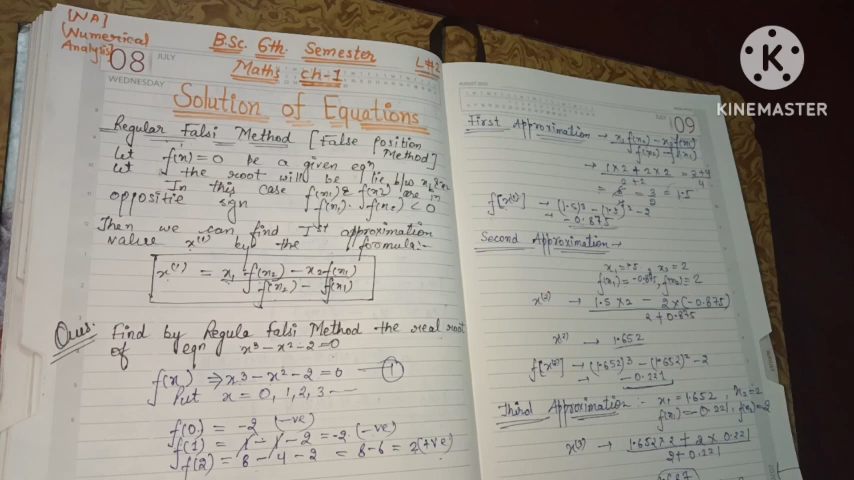 [NA]
[Numerical
Analysis]
08 JULY
WEDNESDAY
B.Sc. 6th. Semester
Maths ch-1
L#2
Solution of Equations
Regular Falsi Method [False position
Method]
Let f(x) = 0 be a given eqn
Let the root will be lie b/w x1 & x2
In this case f(x1) & f(x2) are in
oppositie sign f(x1). f(x2) < 0
Then we can find Ist approximation
value x(1) by the formula:-
x(1) = x1 f(x2) - x2 f(x1)
f(x2) - f(x1)
Ques. Find by Regula Falsi Method the real root
of eqn x³-x²-2=0
f(x) ⇒ x³-x²-2=0 - ①
Put x = 0, 1, 2, 3 ---
f(0) = -2 (-ve)
f(1) = 1-1-2 = -2 (-ve)
f(2) = 8-4-2 = 8-6 = 2(+ve)
JULY 09
First Approximation → x1 f(x2) - x2 f(x1)
f(x2) - f(x1)
→ 1×2 + 2×2 = 2+4
2+2 4
= 6 = 3 = 1.5
f[x(1)] → (1.5)³ - (1.5)² - 2
→ -0.875
Second Approximation →
x1 = 1.5, x2 = 2
f(x1) = -0.875, f(x2) = 2
x(2) → 1.5×2 - 2×(-0.875)
2 + 0.875
x(2) → 1.652
f[x(2)] → (1.652)³ - (1.652)² - 2
→ -0.221
Third Approximation :- x1 = 1.652, x2 = 2
f(x1) = -0.221, f(x2) = 2
x(3) → 1.652×2 + 2×0.221
2 + 0.221
KINEMASTER